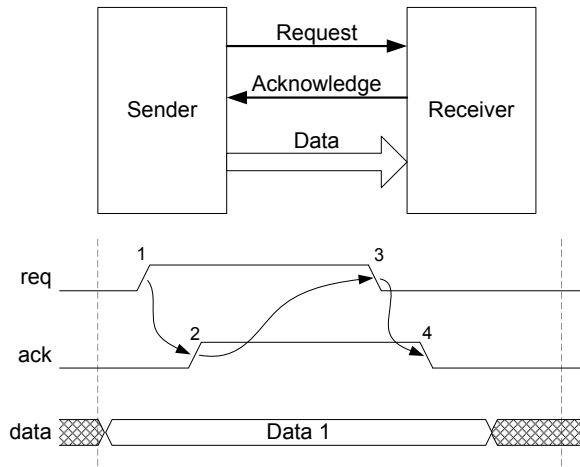 Request
Acknowledge
Sender
Receiver
Data
1
3
req
2
4
ack
data
Data 1